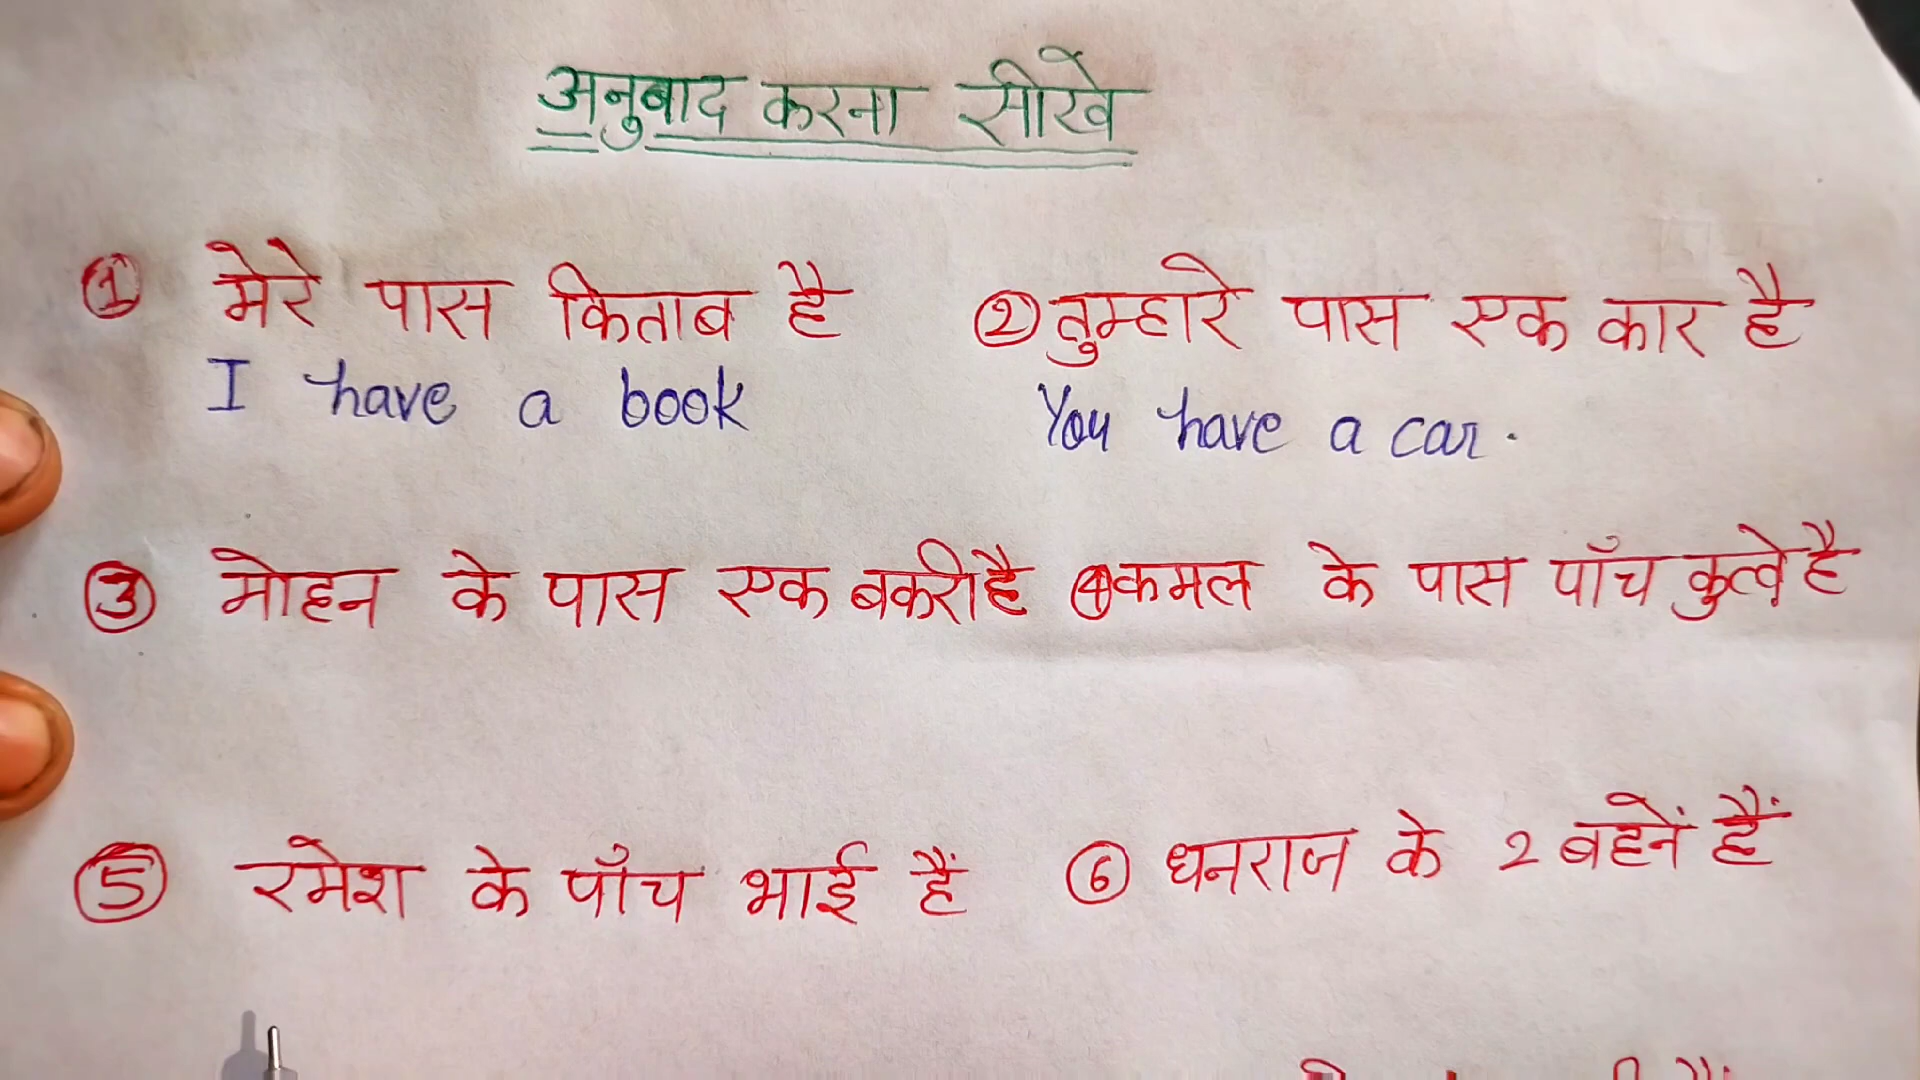 अनुबाद करना सीखे
① मेरे पास किताब है
I have a book
② तुम्हारे पास एक कार है
You have a car.
③ मोहन के पास एक बकरी है
④ कमल के पास पाँच कुत्ते है
⑤ रमेश के पाँच भाई हैं
⑥ धनराज के 2 बहनें हैं